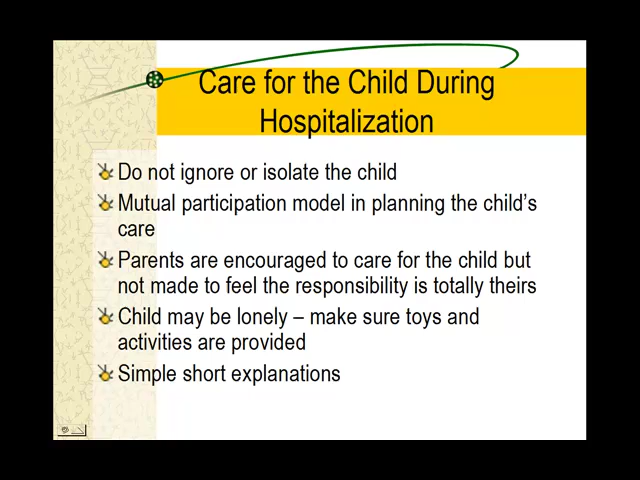 Care for the Child During
Hospitalization
Do not ignore or isolate the child
Mutual participation model in planning the child's
care
Parents are encouraged to care for the child but
not made to feel the responsibility is totally theirs
Child may be lonely – make sure toys and
activities are provided
Simple short explanations